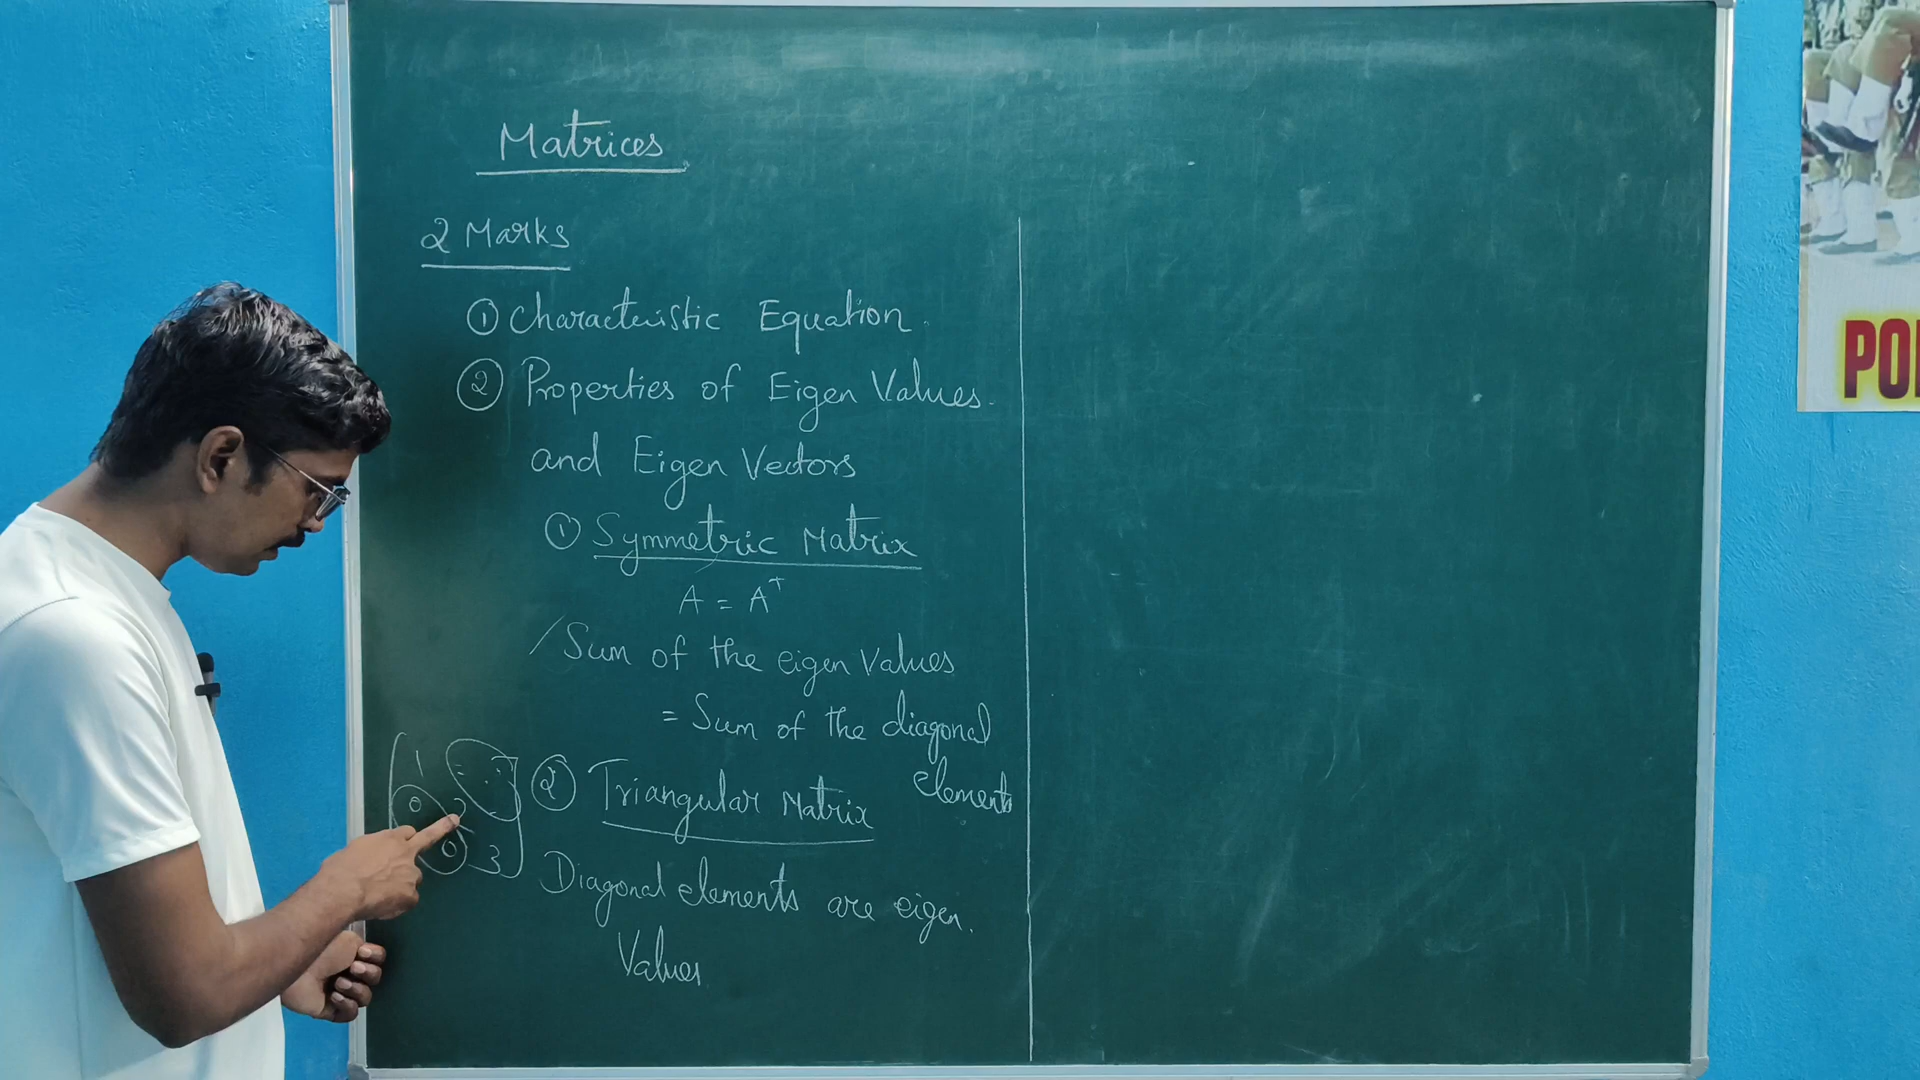 Matrices
2 Marks
① Characteristic Equation.
② Properties of Eigen Values.
and Eigen Vectors
① Symmetric Matrix
A = Aᵀ
/ Sum of the eigen Values
= Sum of the diagonal
elements
② Triangular Matrix
Diagonal elements are eigen.
Values
1
0 2
0 3